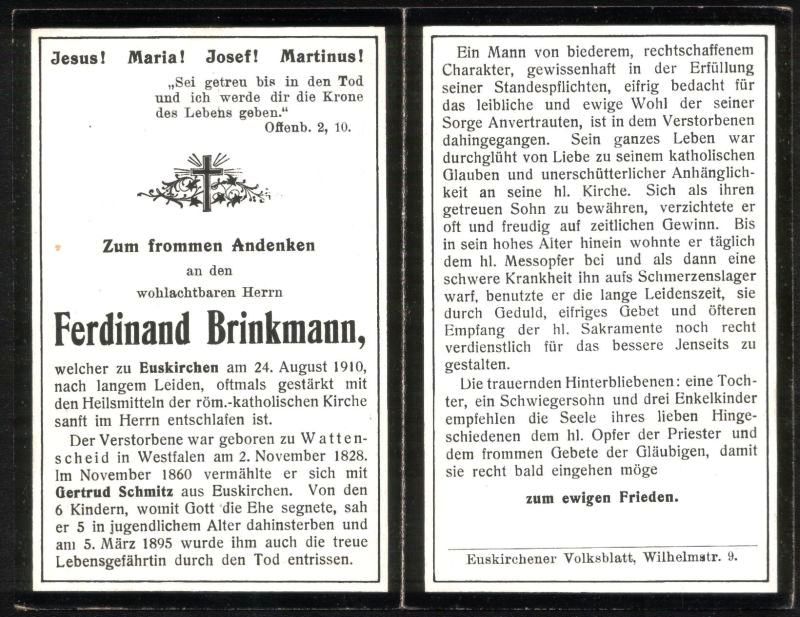 Jesus! Maria! Josef! Martinus!
„Sei getreu bis in den Tod
und ich werde dir die Krone
des Lebens geben.“
Offenb. 2, 10.
Zum frommen Andenken
an den
wohlachtbaren Herrn
Ferdinand Brinkmann,
welcher zu Euskirchen am 24. August 1910,
nach langem Leiden, oftmals gestärkt mit
den Heilsmitteln der röm.-katholischen Kirche
sanft im Herrn entschlafen ist.
Der Verstorbene war geboren zu Watten-
scheid in Westfalen am 2. November 1828.
Im November 1860 vermählte er sich mit
Gertrud Schmitz aus Euskirchen. Von den
6 Kindern, womit Gott die Ehe segnete, sah
er 5 in jugendlichem Alter dahinsterben und
am 5. März 1895 wurde ihm auch die treue
Lebensgefährtin durch den Tod entrissen.
Ein Mann von biederem, rechtschaffenem
Charakter, gewissenhaft in der Erfüllung
seiner Standespflichten, eifrig bedacht für
das leibliche und ewige Wohl der seiner
Sorge Anvertrauten, ist in dem Verstorbenen
dahingegangen. Sein ganzes Leben war
durchglüht von Liebe zu seinem katholischen
Glauben und unerschütterlicher Anhänglich-
keit an seine hl. Kirche. Sich als ihren
getreuen Sohn zu bewähren, verzichtete er
oft und freudig auf zeitlichen Gewinn. Bis
in sein hohes Alter hinein wohnte er täglich
dem hl. Messopfer bei und als dann eine
schwere Krankheit ihn aufs Schmerzenslager
warf, benutzte er die lange Leidenszeit, sie
durch Geduld, eifriges Gebet und öfteren
Empfang der hl. Sakramente noch recht
verdienstlich für das bessere Jenseits zu
gestalten.
Die trauernden Hinterbliebenen: eine Toch-
ter, ein Schwiegersohn und drei Enkelkinder
empfehlen die Seele ihres lieben Hinge-
schiedenen dem hl. Opfer der Priester und
dem frommen Gebete der Gläubigen, damit
sie recht bald eingehen möge
zum ewigen Frieden.
Euskirchener Volksblatt, Wilhelmstr. 9.